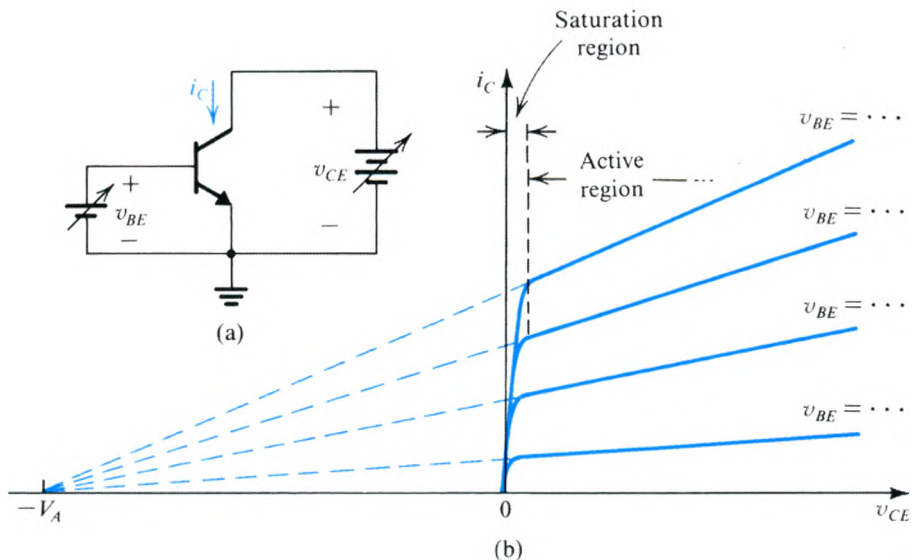 Saturation
region
i_C
i_C
+
v_BE = · · ·
+
v_CE
Active
region
· · ·
v_BE
−
−
v_BE = · · ·
(a)
v_BE = · · ·
v_BE = · · ·
−V_A
0
v_CE
(b)